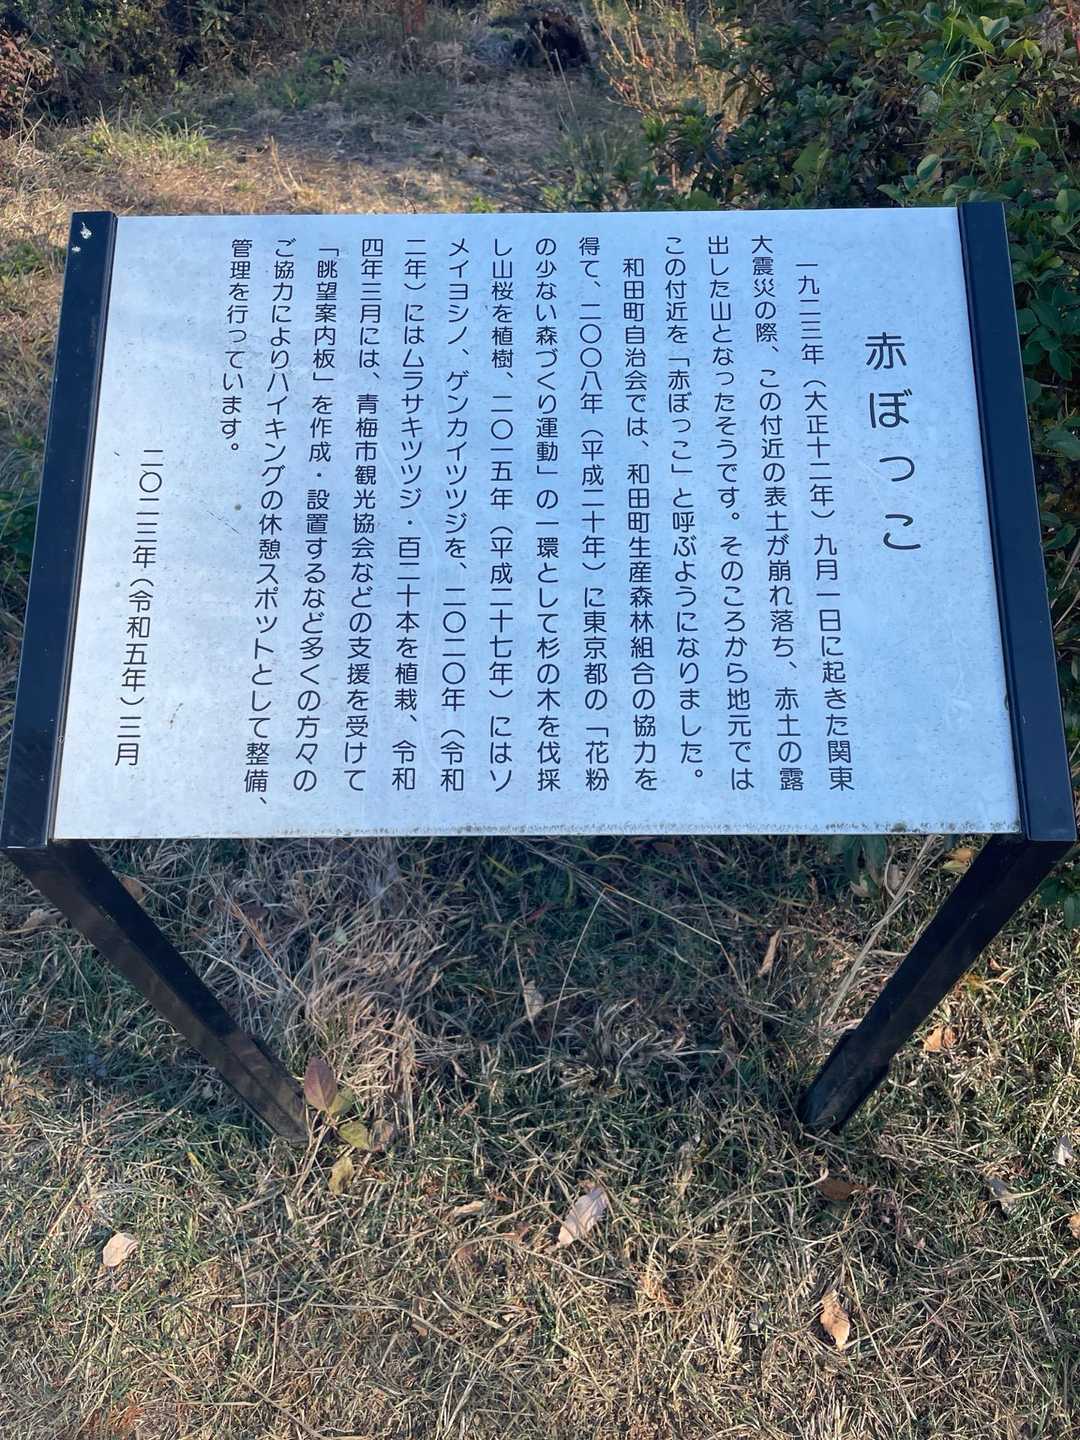 赤ぼっこ
一九二三年（大正十二年）九月一日に起きた関東
大震災の際、この付近の表土が崩れ落ち、赤土の露
出した山となったそうです。そのころから地元では
この付近を「赤ぼっこ」と呼ぶようになりました。
和田町自治会では、和田町生産森林組合の協力を
得て、二〇〇八年（平成二十年）に東京都の「花粉
の少ない森づくり運動」の一環として杉の木を伐採
し山桜を植樹、二〇一五年（平成二十七年）にはソ
メイヨシノ、ゲンカイツツジを、二〇二〇年（令和
二年）にはムラサキツツジ・百二十本を植栽、令和
四年三月には、青梅市観光協会などの支援を受けて
「眺望案内板」を作成・設置するなど多くの方々の
ご協力によりハイキングの休憩スポットとして整備、
管理を行っています。
二〇二三年（令和五年）三月